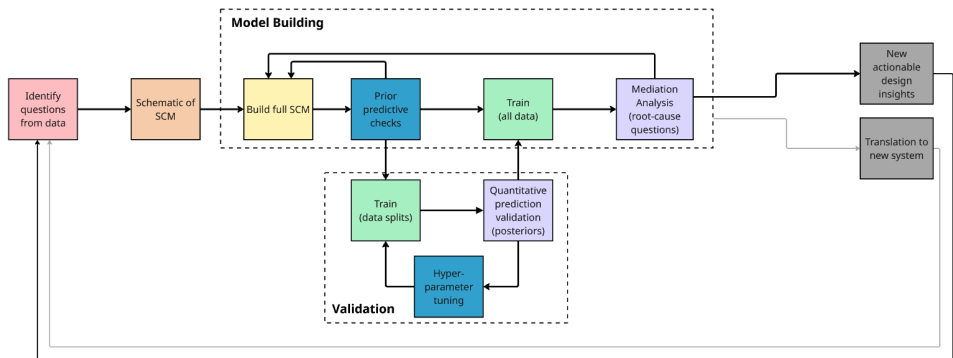 Model Building
Identify
questions
from data
Schematic of
SCM
Build full SCM
Prior
predictive
checks
Train
(all data)
Mediation
Analysis
(root-cause
questions)
New
actionable
design
insights
Translation to
new system
Train
(data splits)
Quantitative
prediction
validation
(posteriors)
Hyper-
parameter
tuning
Validation